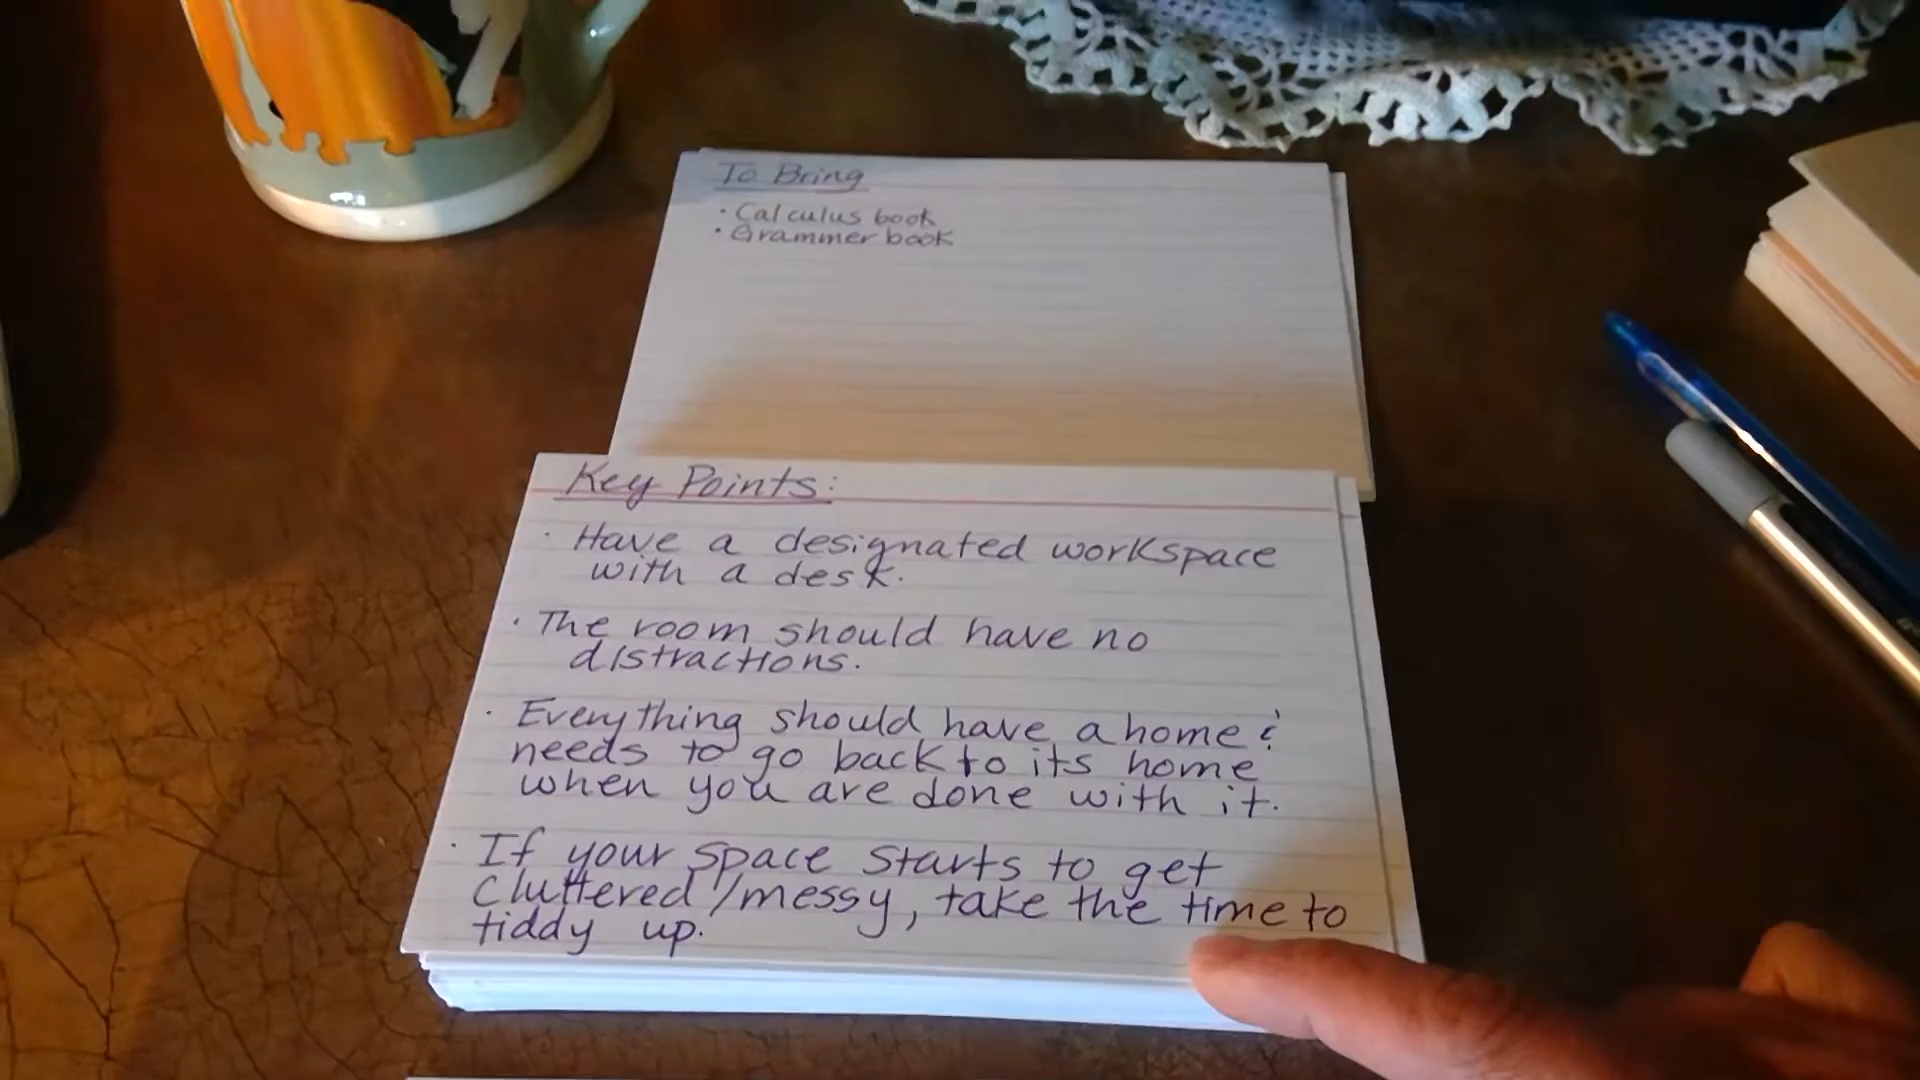 To Bring
· Calculus book
· Grammer book
Key Points:
· Have a designated workspace
with a desk.
· The room should have no
distractions.
· Everything should have a home &
needs to go back to its home
when you are done with it.
· If your space starts to get
cluttered/messy, take the time to
tiddy up.